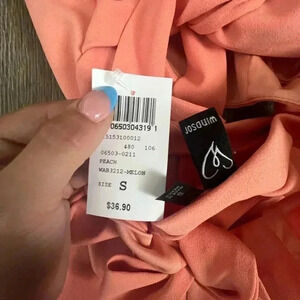 0650304319 1
5153100012
480 106
06503-0211
PEACH
WAB3212-MELON
SIZE S
$36.90
WINDSOR